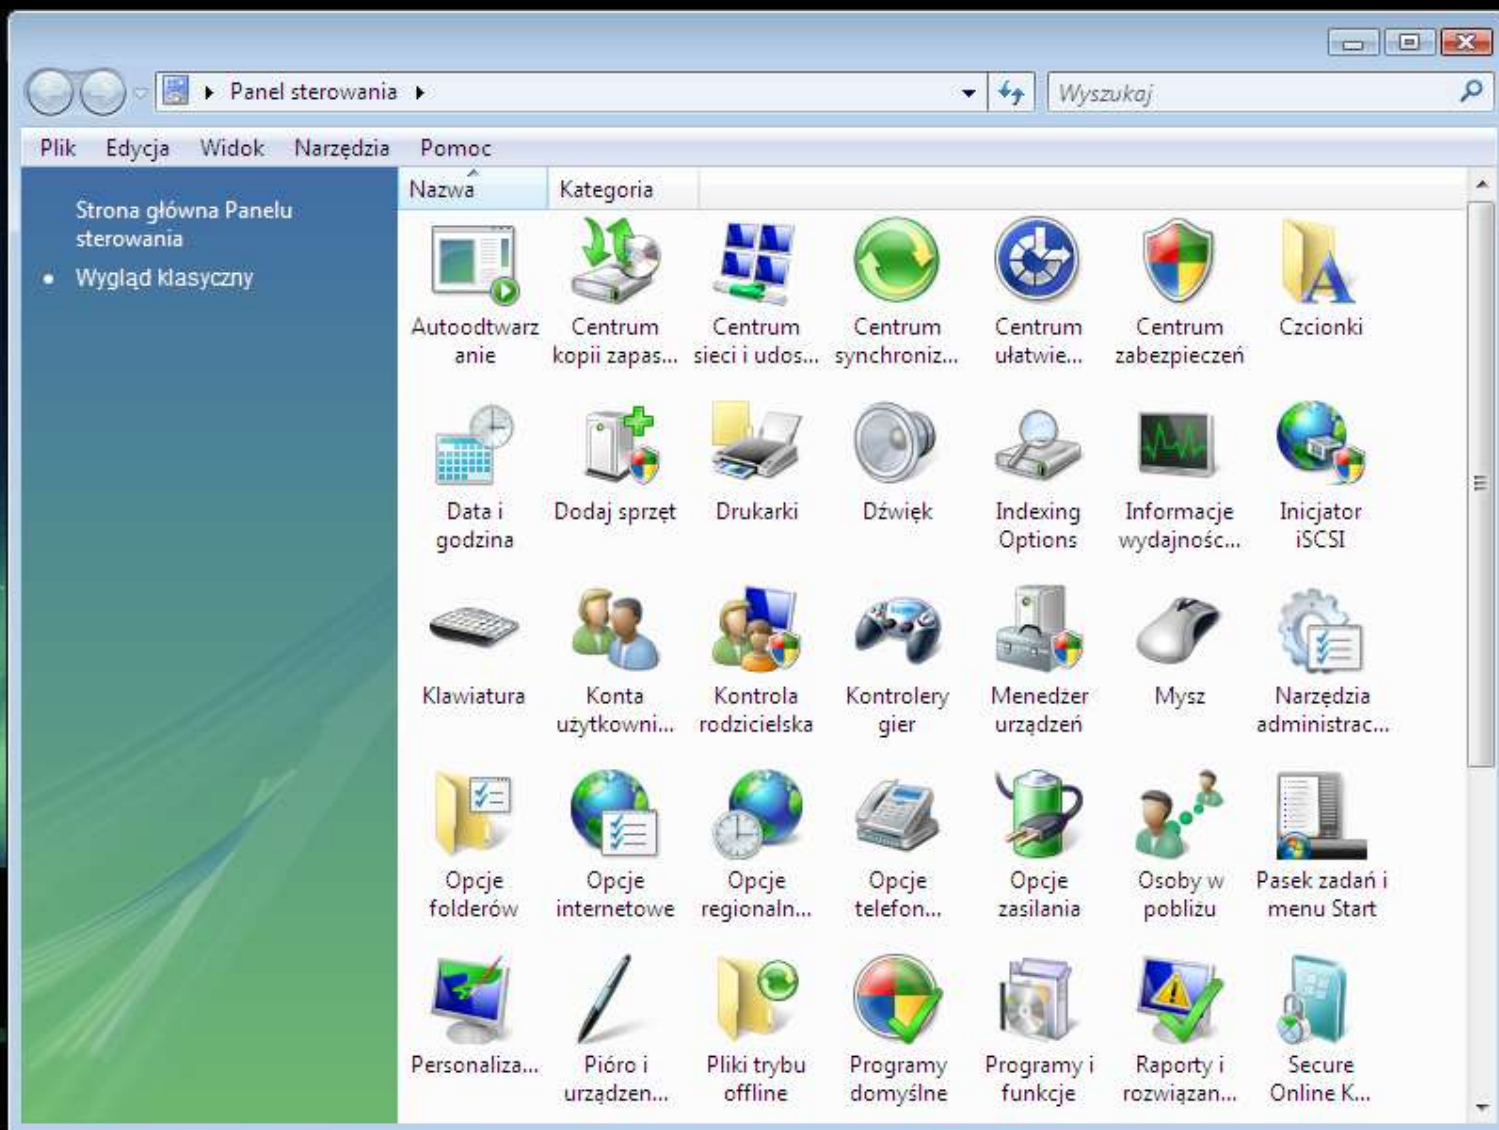 Panel sterowania
Wyszukaj
Plik Edycja Widok Narzędzia Pomoc
Strona główna Panelu
sterowania
Wygląd klasyczny
Nazwa Kategoria
Autoodtwarz
anie
Centrum
kopii zapas...
Centrum
sieci i udos...
Centrum
synchroniz...
Centrum
ułatwie...
Centrum
zabezpieczeń
Czcionki
Data i
godzina
Dodaj sprzęt
Drukarki
Dźwięk
Indexing
Options
Informacje
wydajnośc...
Inicjator
iSCSI
Klawiatura
Konta
użytkowni...
Kontrola
rodzicielska
Kontrolery
gier
Menedżer
urządzeń
Mysz
Narzędzia
administrac...
Opcje
folderów
Opcje
internetowe
Opcje
regionaln...
Opcje
telefon...
Opcje
zasilania
Osoby w
pobliżu
Pasek zadań i
menu Start
Personaliza...
Pióro i
urządzen...
Pliki trybu
offline
Programy
domyślne
Programy i
funkcje
Raporty i
rozwiązan...
Secure
Online K...